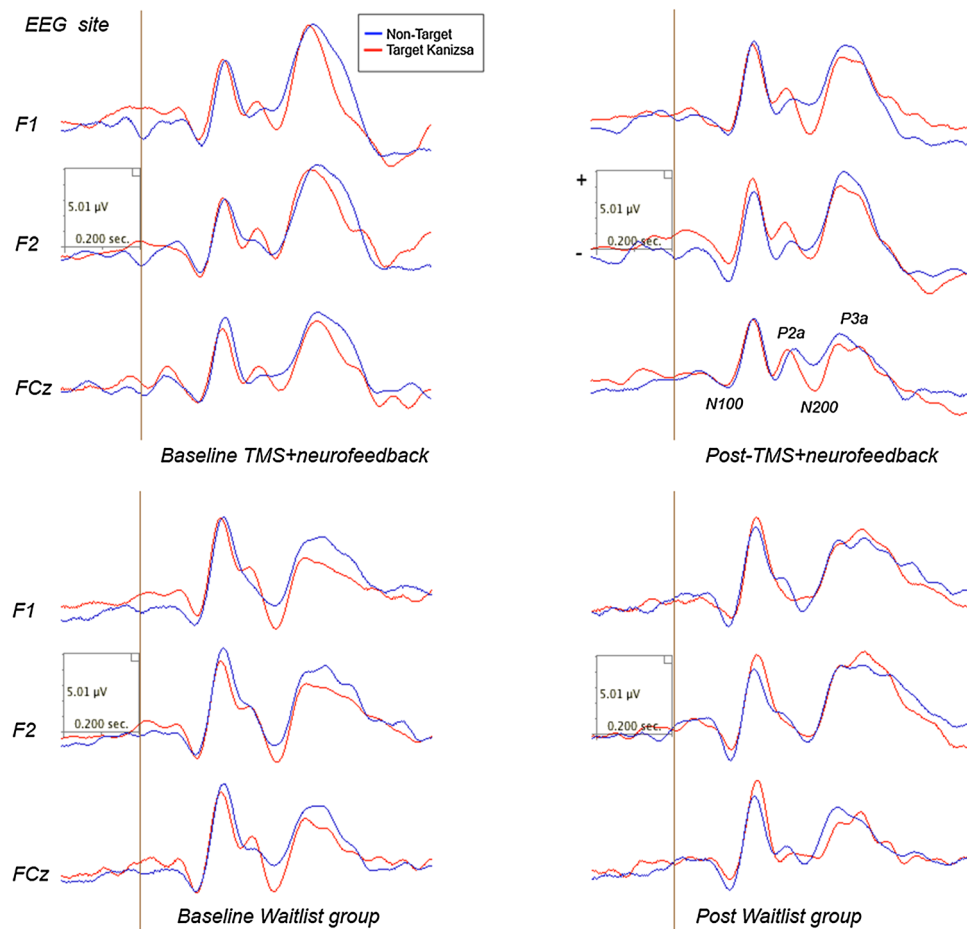 EEG site
Non-Target
Target Kanizsa
F1
5.01 µV
0.200 sec.
F2
FCz
Baseline TMS+neurofeedback
+
5.01 µV
0.200 sec.
-
P2a
P3a
N100
N200
Post-TMS+neurofeedback
F1
5.01 µV
0.200 sec.
F2
FCz
Baseline Waitlist group
5.01 µV
0.200 sec.
Post Waitlist group